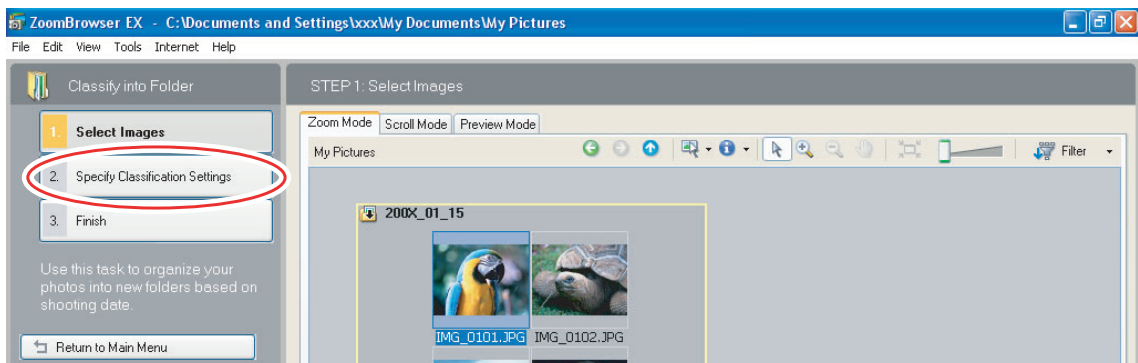 ZoomBrowser EX - C:\Documents and Settings\xxx\My Documents\My Pictures
File Edit View Tools Internet Help
Classify into Folder
1. Select Images
2. Specify Classification Settings
3. Finish
Use this task to organize your
photos into new folders based on
shooting date.
Return to Main Menu
STEP 1: Select Images
Zoom Mode Scroll Mode Preview Mode
My Pictures
Filter
200X_01_15
IMG_0101.JPG IMG_0102.JPG